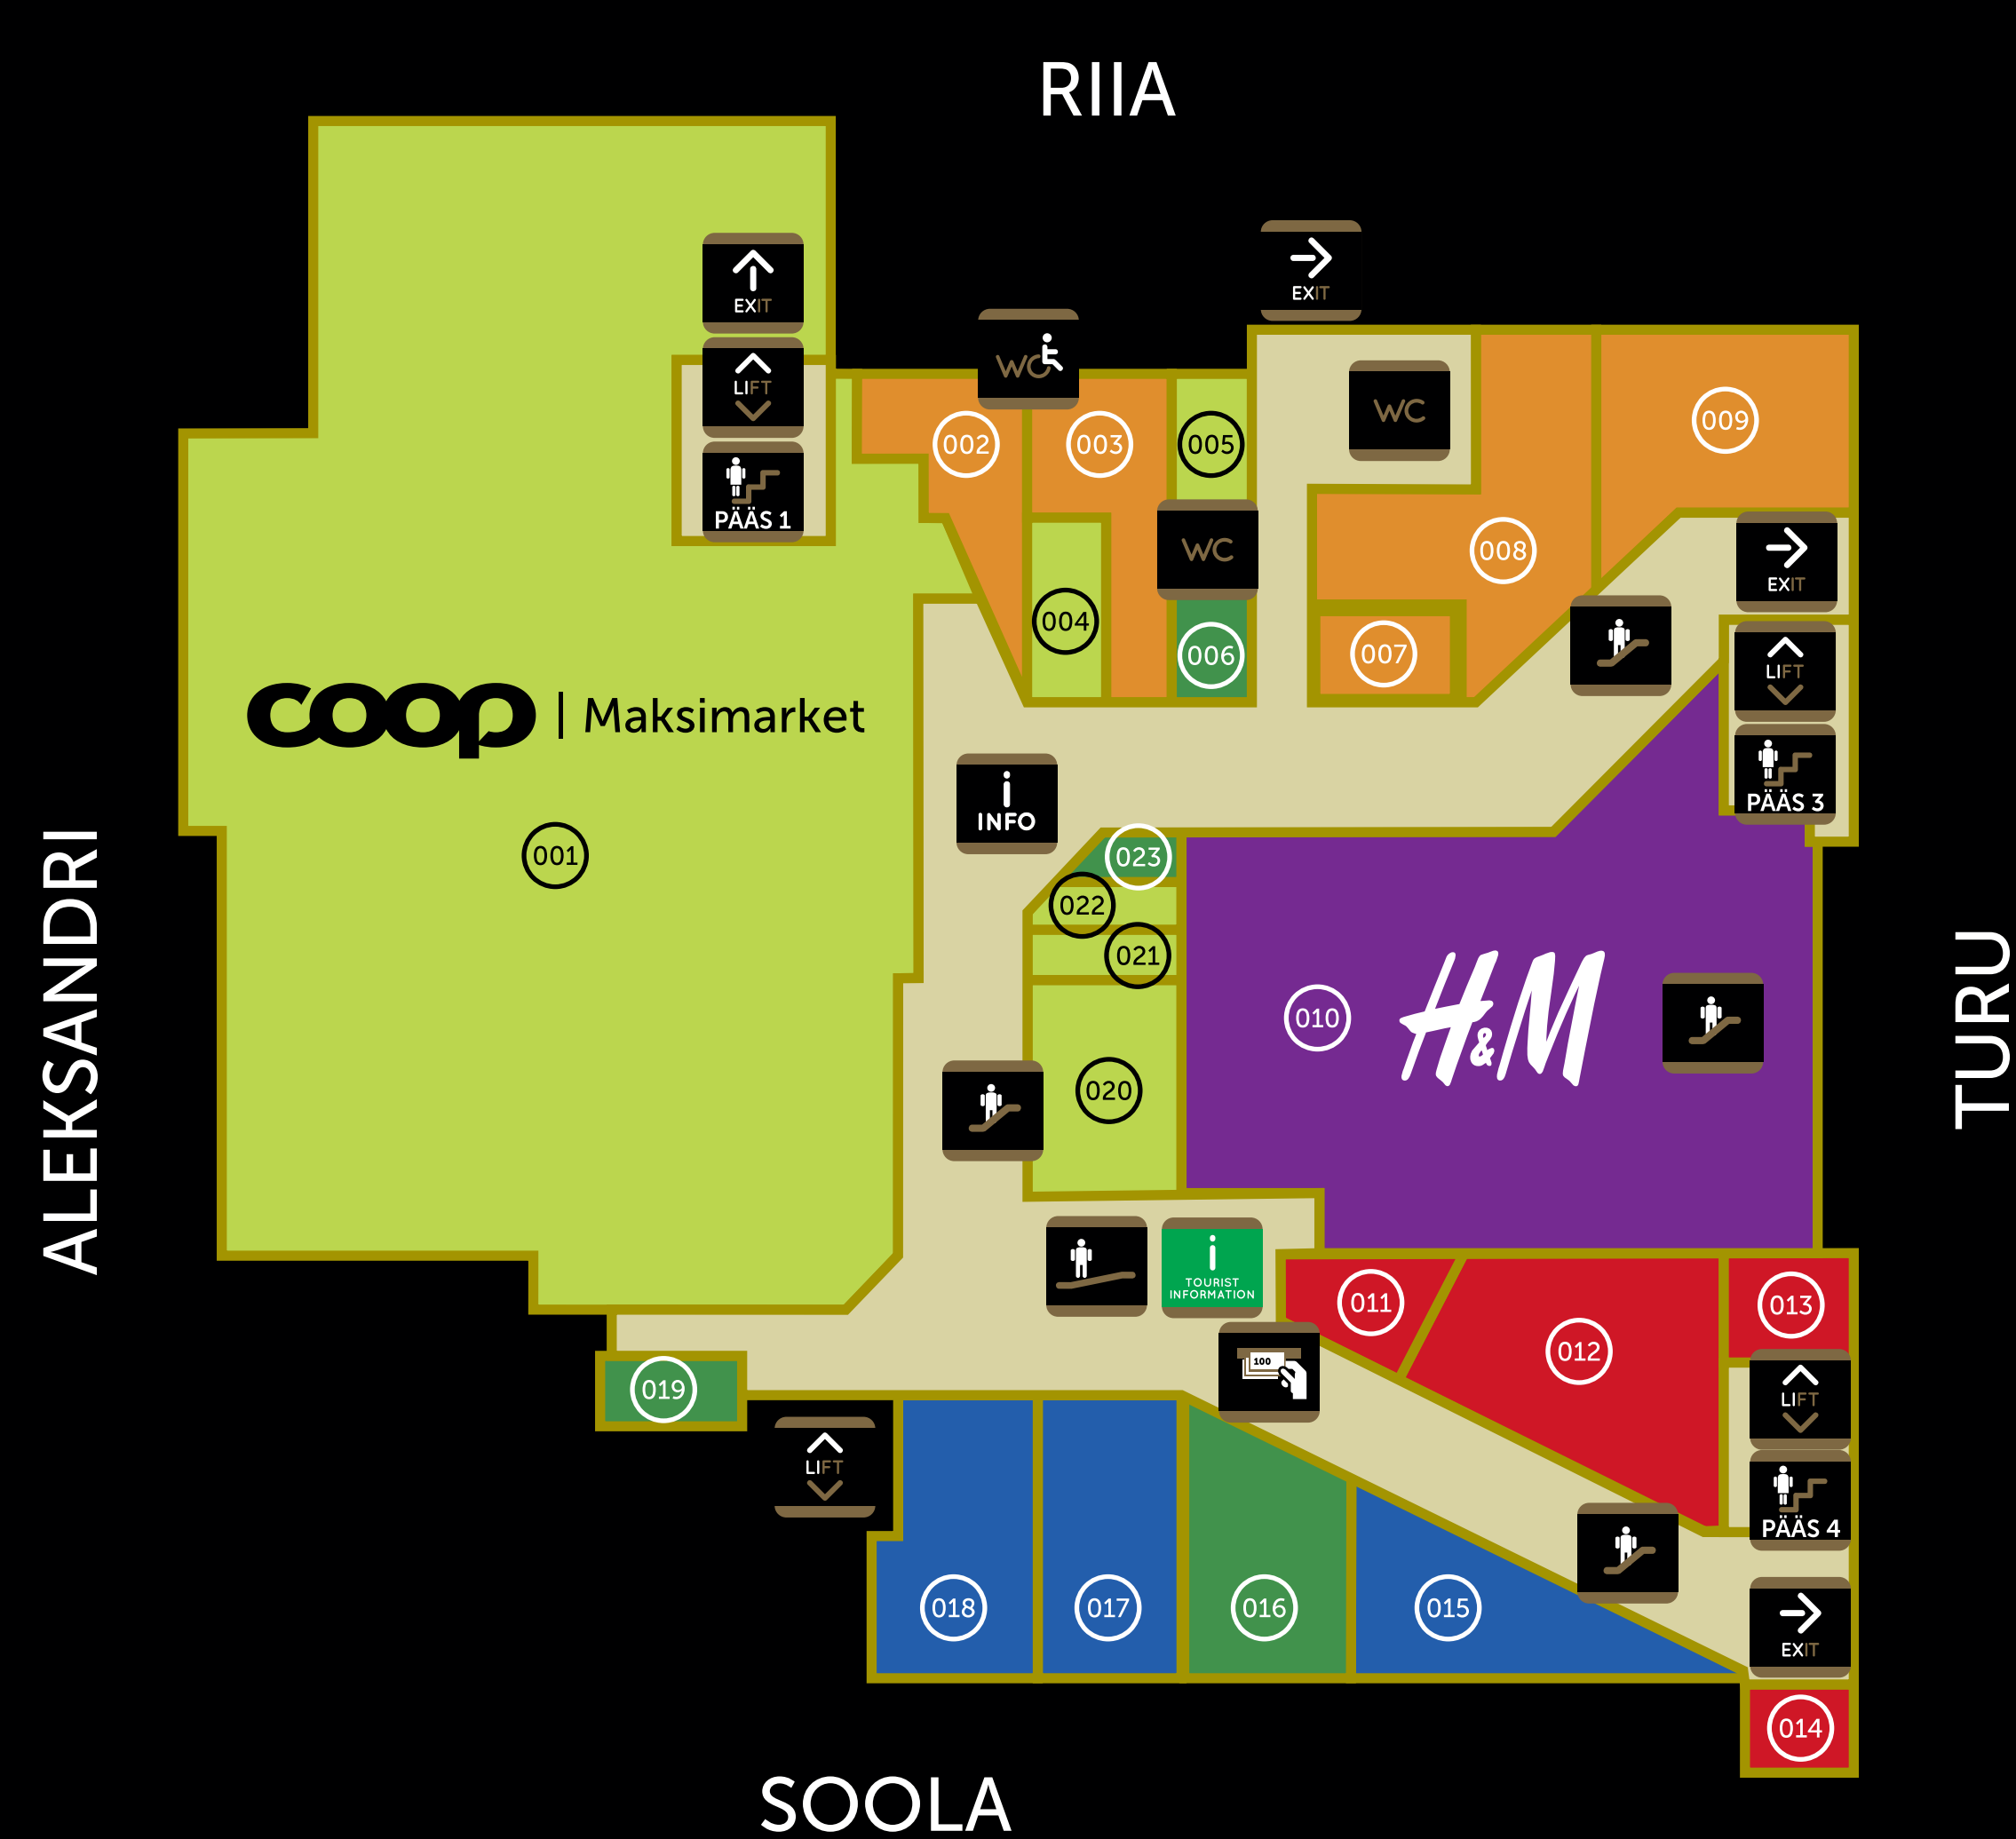 RIIA
EXIT
EXIT
LIFT
PÄÄS 1
WC
WC
002
003
005
009
WC
008
EXIT
004
006
007
LIFT
PÄÄS 3
coop | Maksimarket
INFO
001
023
022
021
010
H&M
020
ALEKSANDRI
TURU
TOURIST
INFORMATION
011
012
013
100
019
LIFT
LIFT
PÄÄS 4
018
017
016
015
EXIT
014
SOOLA